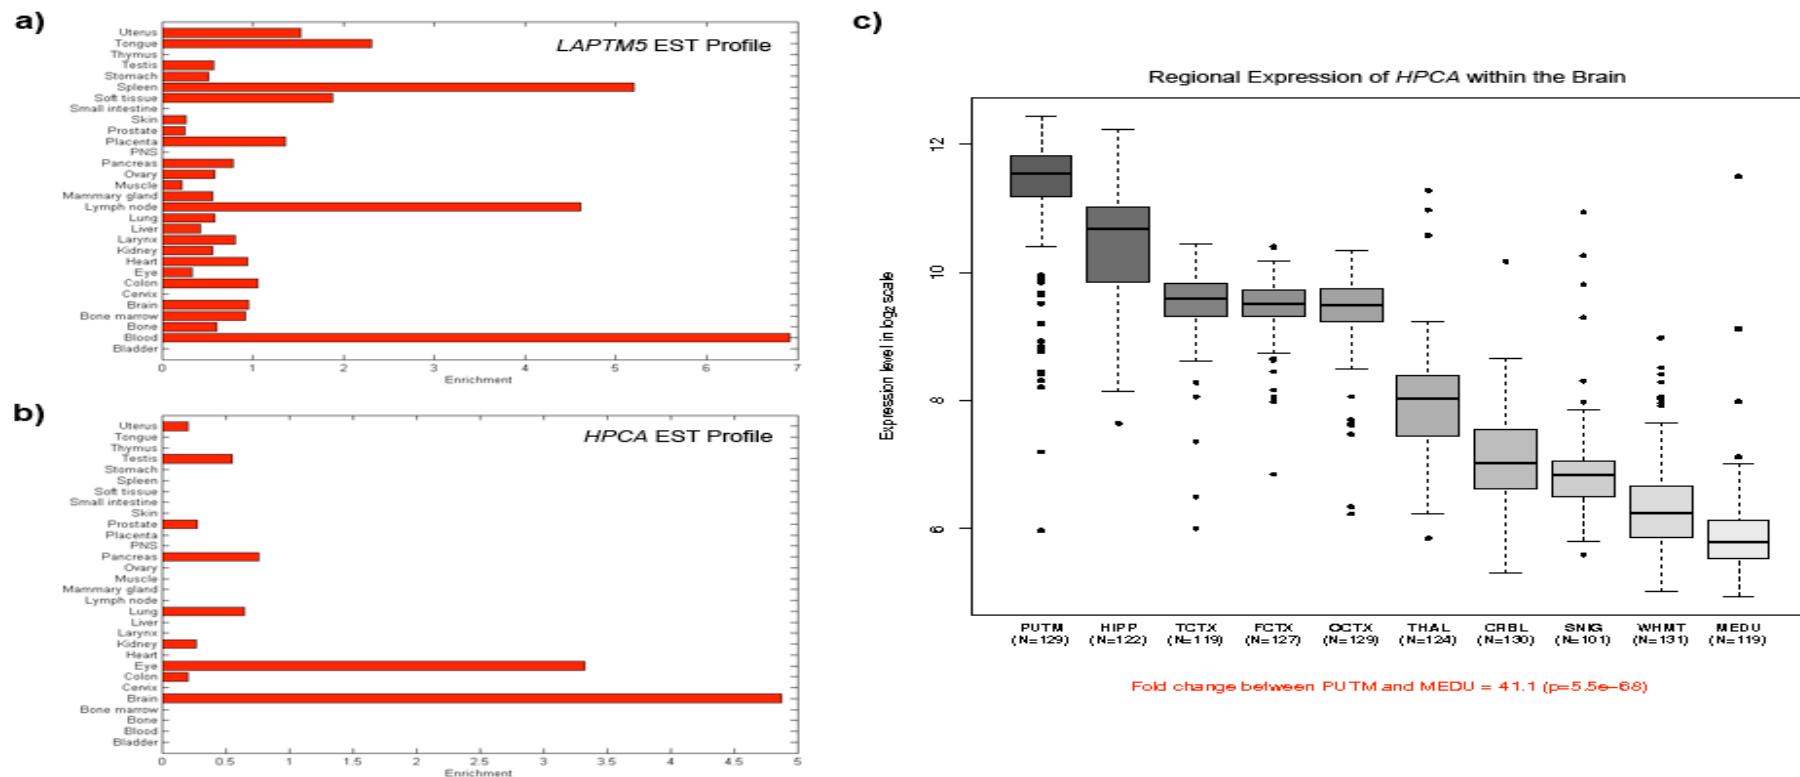 a)
LAPTM5 EST Profile
Uterus
Tongue
Thymus
Testis
Stomach
Spleen
Soft tissue
Small intestine
Skin
Prostate
Placenta
PNS
Pancreas
Ovary
Muscle
Mammary gland
Lymph node
Lung
Liver
Larynx
Kidney
Heart
Eye
Colon
Cervix
Brain
Bone marrow
Bone
Blood
Bladder
0 1 2 3 4 5 6 7
Enrichment
b)
HPCA EST Profile
Uterus
Tongue
Thymus
Testis
Stomach
Spleen
Soft tissue
Small intestine
Skin
Prostate
Placenta
PNS
Pancreas
Ovary
Muscle
Mammary gland
Lymph node
Lung
Liver
Larynx
Kidney
Heart
Eye
Colon
Cervix
Brain
Bone marrow
Bone
Blood
Bladder
0 0.5 1 1.5 2 2.5 3 3.5 4 4.5 5
Enrichment
c)
Regional Expression of HPCA within the Brain
Expression level in log2 scale
12
10
8
6
PUTM HIPP TCTX FCTX OCTX THAL CRBL SNIG WHMT MEDU
(N=129) (N=122) (N=119) (N=127) (N=129) (N=124) (N=130) (N=101) (N=131) (N=119)
Fold change between PUTM and MEDU = 41.1 (p=5.5e−68)